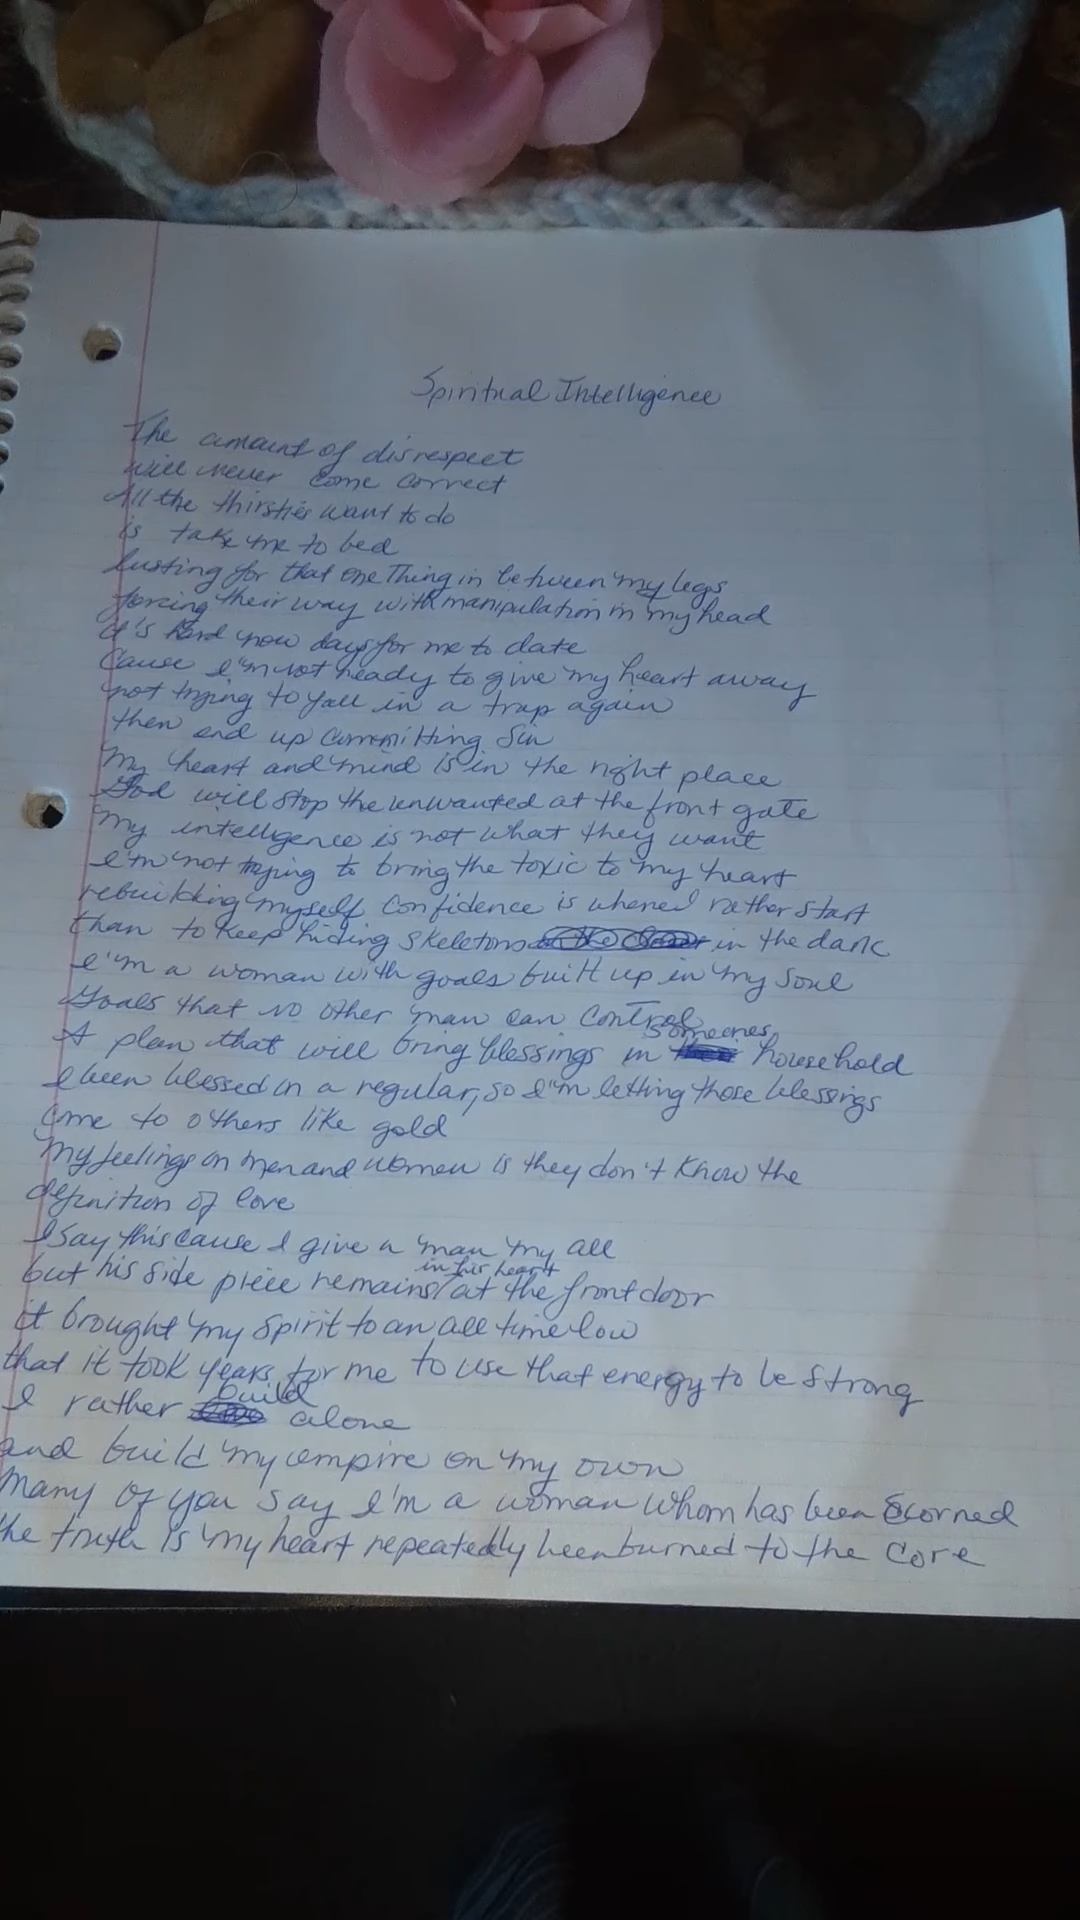 Spiritual Intelligence
The amount of disrespect
will never come correct
All the thirsties want to do
is take me to bed
lusting for that one Thing in between my legs
forcing their way with manipulation in my head
it's hard now days for me to date
Cause I'm not ready to give my heart away
not trying to fall in a trap again
then end up committing Sin
My heart and mind is in the right place
God will stop the unwanted at the front gate
My intelligence is not what they want
I'm not trying to bring the toxic to my heart
rebuilding myself confidence is where I rather start
than to keep hiding skeletons in the dark
I'm a woman with goals built up in my soul
Goals that no other man can control
A plan that will bring blessings in someones household
I been blessed on a regular, so I'm letting those blessings
come to others like gold
My feelings on men and women is they don't know the
definition of love
I say this cause I give a man my all
but his side piece remains in his heart at the front door
it brought my spirit to an all time low
that it took years for me to use that energy to be strong
I rather build alone
and build my empire on my own
Many of you say I'm a woman whom has been scorned
the truth is my heart repeatedly been burned to the core